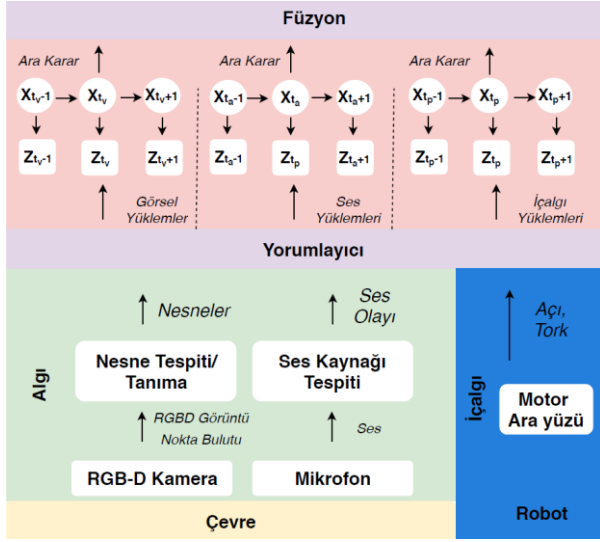 Füzyon
Ara Karar
Ara Karar
Ara Karar
Xtv-1
Xtv
Xtv+1
Xta-1
Xta
Xta+1
Xtp-1
Xtp
Xtp+1
Ztv-1
Ztv
Ztv+1
Zta-1
Ztp
Zta+1
Ztp-1
Ztp
Ztp+1
Görsel
Yüklemler
Ses
Yüklemleri
İçalgı
Yüklemleri
Yorumlayıcı
Algı
Nesneler
Ses
Olayı
Nesne Tespiti/
Tanıma
Ses Kaynağı
Tespiti
RGBD Görüntü
Nokta Bulutu
Ses
RGB-D Kamera
Mikrofon
Çevre
İçalgı
Açı,
Tork
Motor
Ara yüzü
Robot